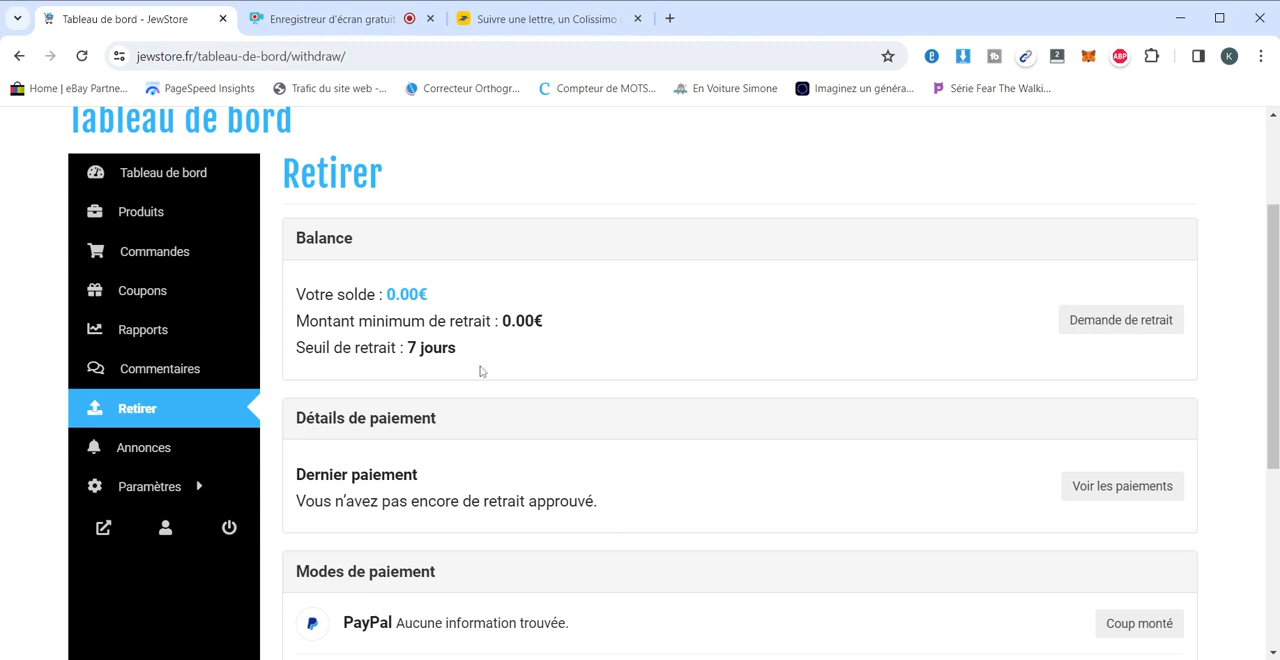 Tableau de bord - JewStore
Enregistreur d'écran gratuit
Suivre une lettre, un Colissimo
jewstore.fr/tableau-de-bord/withdraw/
Home | eBay Partne...
PageSpeed Insights
Trafic du site web -...
Correcteur Orthogr...
Compteur de MOTS...
En Voiture Simone
Imaginez un généra...
Série Fear The Walki...
Tableau de bord
Tableau de bord
Produits
Commandes
Coupons
Rapports
Commentaires
Retirer
Annonces
Paramètres
Retirer
Balance
Votre solde : 0.00€
Montant minimum de retrait : 0.00€
Seuil de retrait : 7 jours
Demande de retrait
Détails de paiement
Dernier paiement
Vous n’avez pas encore de retrait approuvé.
Voir les paiements
Modes de paiement
PayPal Aucune information trouvée.
Coup monté